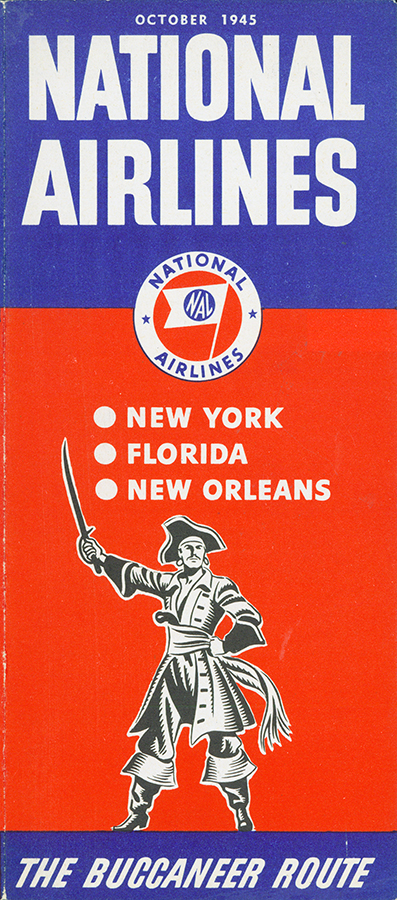 OCTOBER 1945
NATIONAL
AIRLINES
NATIONAL
NAL
AIRLINES
NEW YORK
FLORIDA
NEW ORLEANS
THE BUCCANEER ROUTE